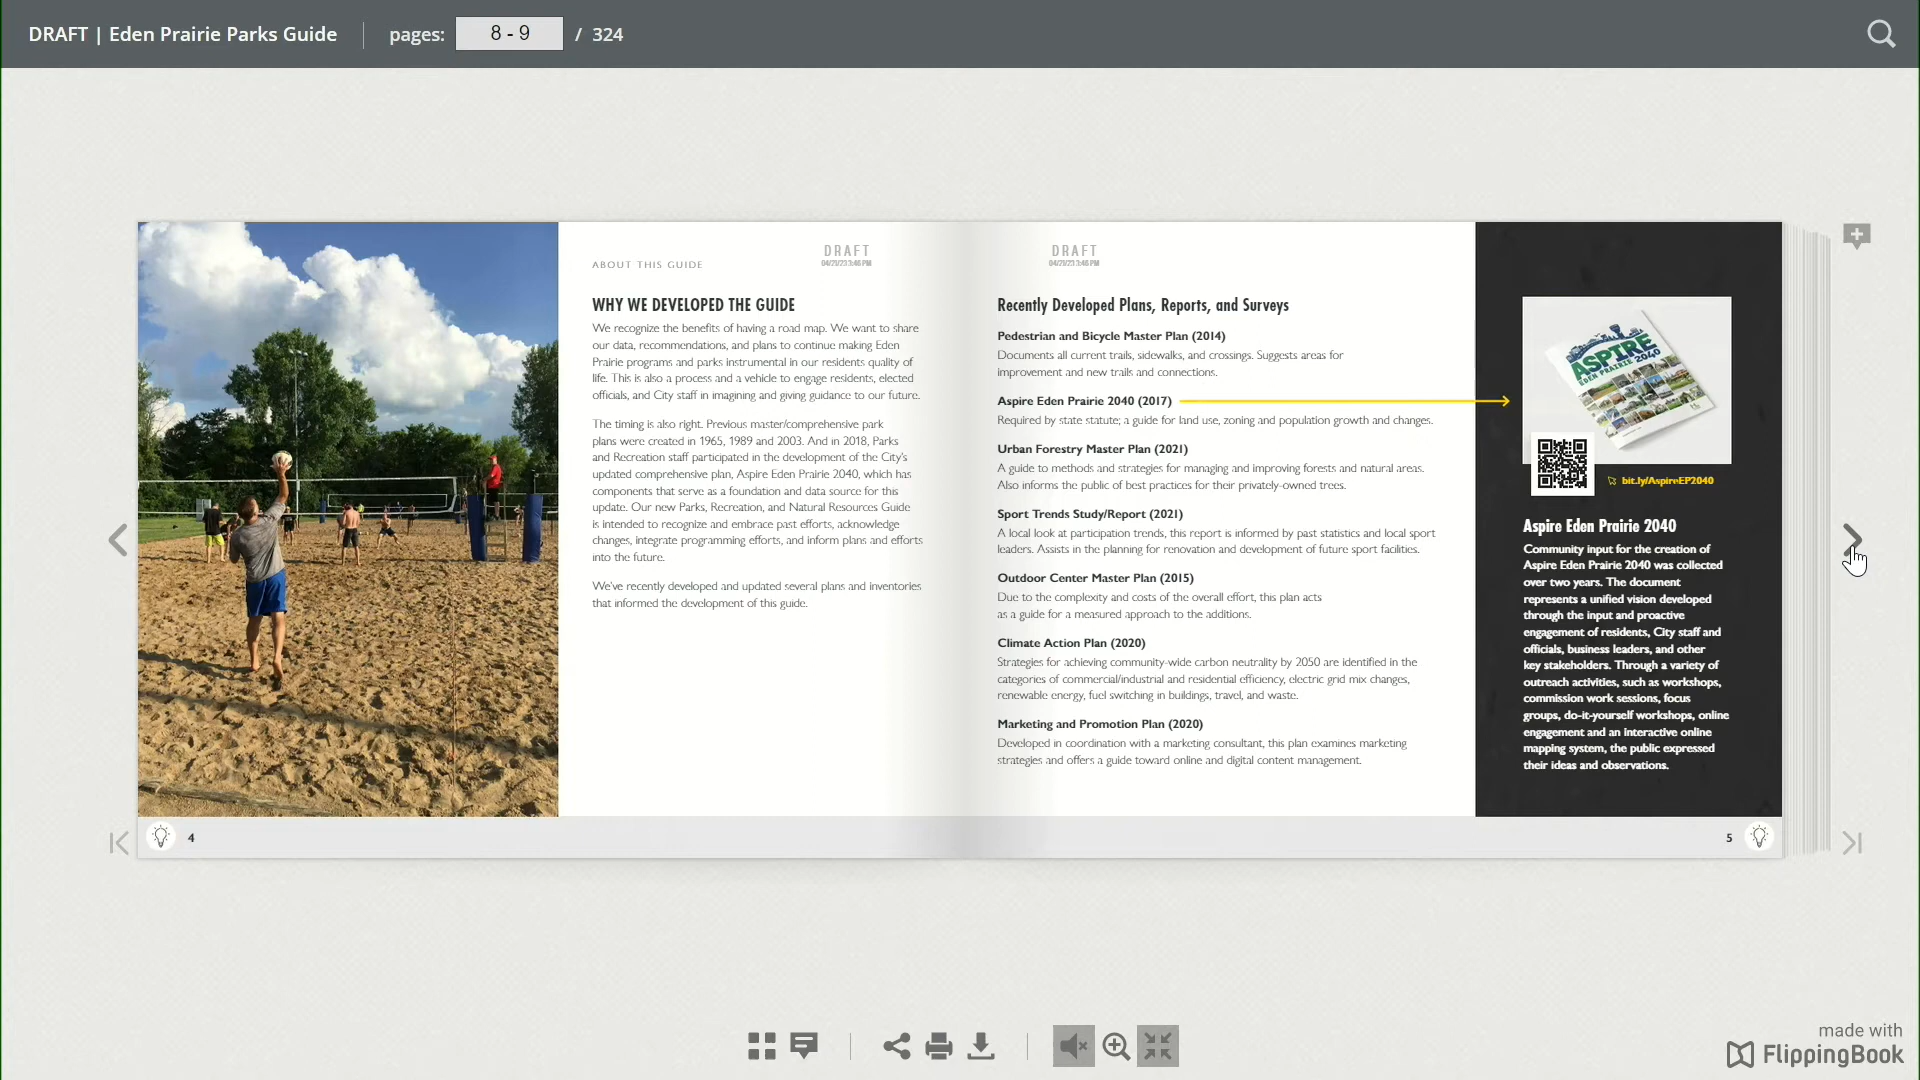 DRAFT | Eden Prairie Parks Guide
pages: 8 - 9 / 324
ABOUT THIS GUIDE
DRAFT
04/21/23 3:46 PM
WHY WE DEVELOPED THE GUIDE
We recognize the benefits of having a road map. We want to share
our data, recommendations, and plans to continue making Eden
Prairie programs and parks instrumental in our residents quality of
life. This is also a process and a vehicle to engage residents, elected
officials, and City staff in imagining and giving guidance to our future.
The timing is also right. Previous master/comprehensive park
plans were created in 1965, 1989 and 2003. And in 2018, Parks
and Recreation staff participated in the development of the City's
updated comprehensive plan, Aspire Eden Prairie 2040, which has
components that serve as a foundation and data source for this
update. Our new Parks, Recreation, and Natural Resources Guide
is intended to recognize and embrace past efforts, acknowledge
changes, integrate programming efforts, and inform plans and efforts
into the future.
We've recently developed and updated several plans and inventories
that informed the development of this guide.
4
DRAFT
04/21/23 3:46 PM
Recently Developed Plans, Reports, and Surveys
Pedestrian and Bicycle Master Plan (2014)
Documents all current trails, sidewalks, and crossings. Suggests areas for
improvement and new trails and connections.
Aspire Eden Prairie 2040 (2017)
Required by state statute; a guide for land use, zoning and population growth and changes.
Urban Forestry Master Plan (2021)
A guide to methods and strategies for managing and improving forests and natural areas.
Also informs the public of best practices for their privately-owned trees.
Sport Trends Study/Report (2021)
A local look at participation trends, this report is informed by past statistics and local sport
leaders. Assists in the planning for renovation and development of future sport facilities.
Outdoor Center Master Plan (2015)
Due to the complexity and costs of the overall effort, this plan acts
as a guide for a measured approach to the additions.
Climate Action Plan (2020)
Strategies for achieving community-wide carbon neutrality by 2050 are identified in the
categories of commercial/industrial and residential efficiency, electric grid mix changes,
renewable energy, fuel switching in buildings, travel, and waste.
Marketing and Promotion Plan (2020)
Developed in coordination with a marketing consultant, this plan examines marketing
strategies and offers a guide toward online and digital content management.
ASPIRE
EDEN PRAIRIE 2040
bit.ly/AspireEP2040
Aspire Eden Prairie 2040
Community input for the creation of
Aspire Eden Prairie 2040 was collected
over two years. The document
represents a unified vision developed
through the input and proactive
engagement of residents, City staff and
officials, business leaders, and other
key stakeholders. Through a variety of
outreach activities, such as workshops,
commission work sessions, focus
groups, do-it-yourself workshops, online
engagement and an interactive online
mapping system, the public expressed
their ideas and observations.
5
made with
FlippingBook